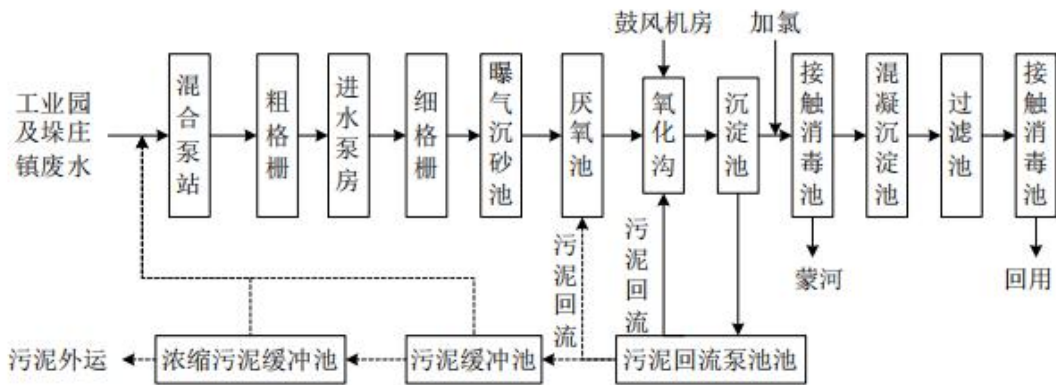 鼓风机房
加氯
工业园
及垛庄
镇废水
混合泵站
粗格栅
进水泵房
细格栅
曝气沉砂池
厌氧池
氧化沟
沉淀池
接触消毒池
混凝沉淀池
过滤池
接触消毒池
污泥回流
污泥回流
蒙河
回用
污泥外运
浓缩污泥缓冲池
污泥缓冲池
污泥回流泵池池